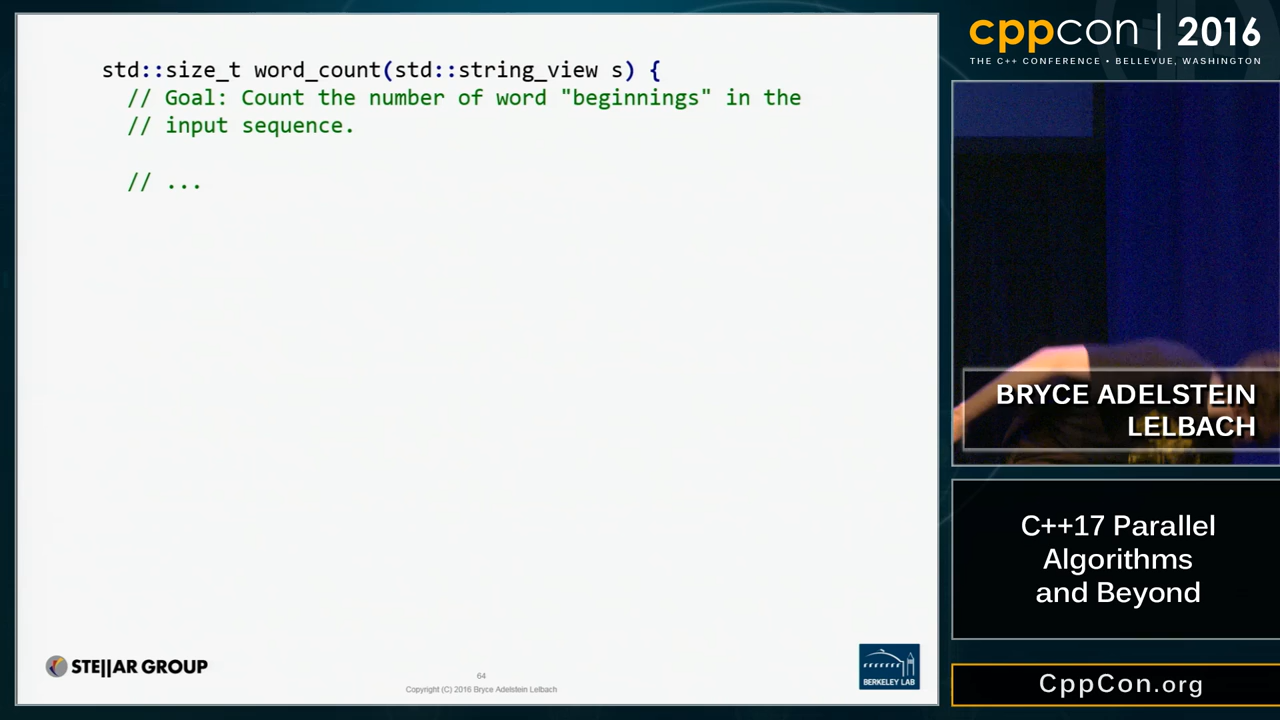 std::size_t word_count(std::string_view s) {
// Goal: Count the number of word "beginnings" in the
// input sequence.
// ...
STE||AR GROUP
64
Copyright (C) 2016 Bryce Adelstein Lelbach
BERKELEY LAB
cppcon | 2016
THE C++ CONFERENCE • BELLEVUE, WASHINGTON
BRYCE ADELSTEIN
LELBACH
C++17 Parallel
Algorithms
and Beyond
CppCon.org